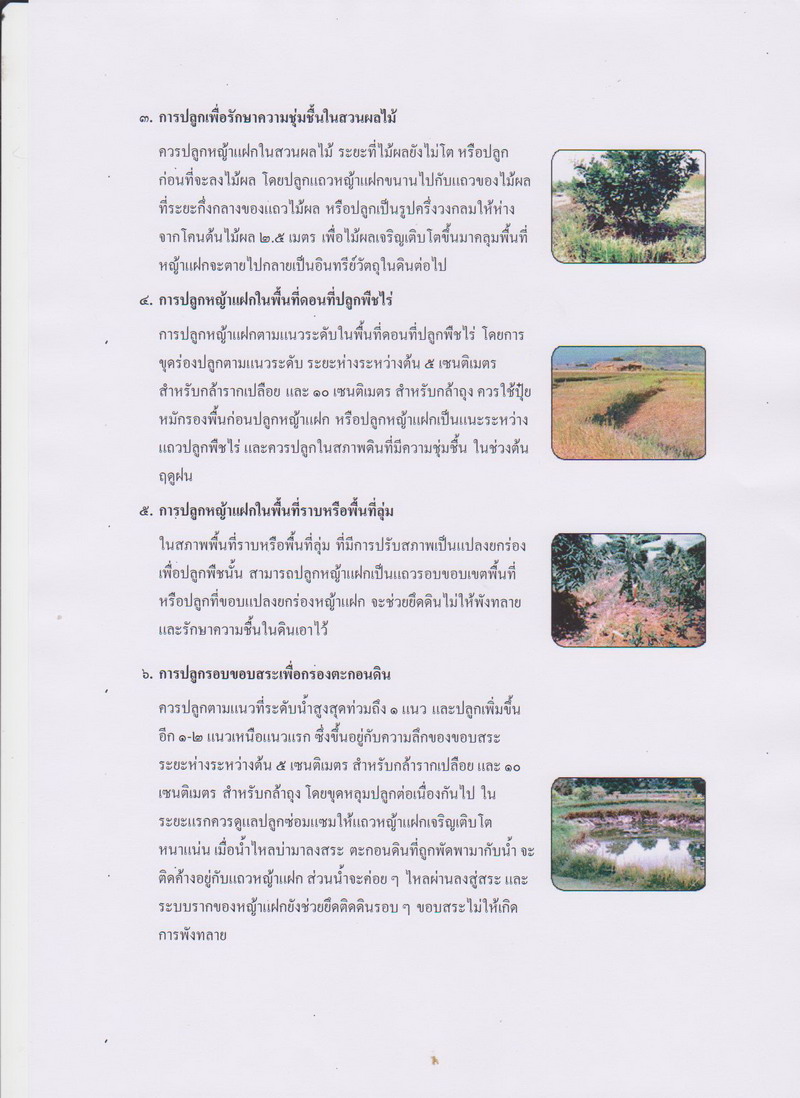 ๓. การปลูกเพื่อรักษาความชุ่มชื้นในสวนผลไม้
ควรปลูกหญ้าแฝกในสวนผลไม้ ระยะที่ไม้ผลยังไม่โต หรือปลูก
ก่อนที่จะลงไม้ผล โดยปลูกแถวหญ้าแฝกขนานไปกับแถวของไม้ผล
ที่ระยะกึ่งกลางของแถวไม้ผล หรือปลูกเป็นรูปครึ่งวงกลมให้ห่าง
จากโคนต้นไม้ผล ๒.๕ เมตร เพื่อไม้ผลเจริญเติบโตขึ้นมาคลุมพื้นที่
หญ้าแฝกจะตายไปกลายเป็นอินทรีย์วัตถุในดินต่อไป
๔. การปลูกหญ้าแฝกในพื้นที่ดอนที่ปลูกพืชไร่
การปลูกหญ้าแฝกตามแนวระดับในพื้นที่ดอนที่ปลูกพืชไร่ โดยการ
ขุดร่องปลูกตามแนวระดับ ระยะห่างระหว่างต้น ๕ เซนติเมตร
สำหรับกล้ารากเปลือย และ ๑๐ เซนติเมตร สำหรับกล้าถุง ควรใช้ปุ๋ย
หมักรองพื้นก่อนปลูกหญ้าแฝก หรือปลูกหญ้าแฝกเป็นแนะระหว่าง
แถวปลูกพืชไร่ และควรปลูกในสภาพดินที่มีความชุ่มชื้น ในช่วงต้น
ฤดูฝน
๕. การปลูกหญ้าแฝกในพื้นที่ราบหรือพื้นที่ลุ่ม
ในสภาพพื้นที่ราบหรือพื้นที่ลุ่ม ที่มีการปรับสภาพเป็นแปลงยกร่อง
เพื่อปลูกพืชนั้น สามารถปลูกหญ้าแฝกเป็นแถวรอบขอบเขตพื้นที่
หรือปลูกที่ขอบแปลงยกร่องหญ้าแฝก จะช่วยยึดดินไม่ให้พังทลาย
และรักษาความชื้นในดินเอาไว้
๖. การปลูกรอบขอบสระเพื่อกรองตะกอนดิน
ควรปลูกตามแนวที่ระดับน้ำสูงสุดท่วมถึง ๑ แนว และปลูกเพิ่มขึ้น
อีก ๑-๒ แนวเหนือแนวแรก ซึ่งขึ้นอยู่กับความลึกของขอบสระ
ระยะห่างระหว่างต้น ๕ เซนติเมตร สำหรับกล้ารากเปลือย และ ๑๐
เซนติเมตร สำหรับกล้าถุง โดยขุดหลุมปลูกต่อเนื่องกันไป ใน
ระยะแรกควรดูแลปลูกซ่อมแซมให้แถวหญ้าแฝกเจริญเติบโต
หนาแน่น เมื่อน้ำไหลบ่ามาลงสระ ตะกอนดินที่ถูกพัดพามากับน้ำ จะ
ติดค้างอยู่กับแถวหญ้าแฝก ส่วนน้ำจะค่อย ๆ ไหลผ่านลงสู่สระ และ
ระบบรากของหญ้าแฝกยังช่วยยึดติดดินรอบ ๆ ขอบสระไม่ให้เกิด
การพังทลาย